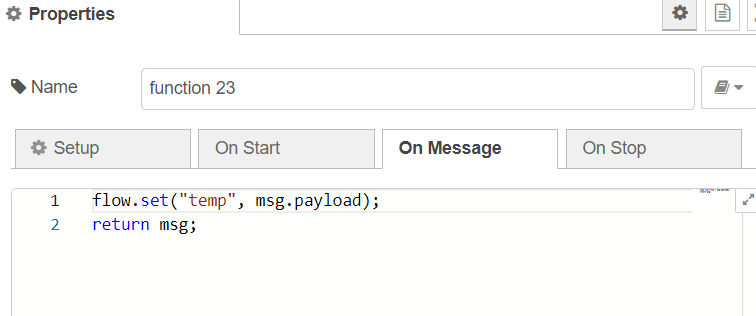 Properties
Name
function 23
Setup
On Start
On Message
On Stop
1 flow.set("temp", msg.payload);
2 return msg;